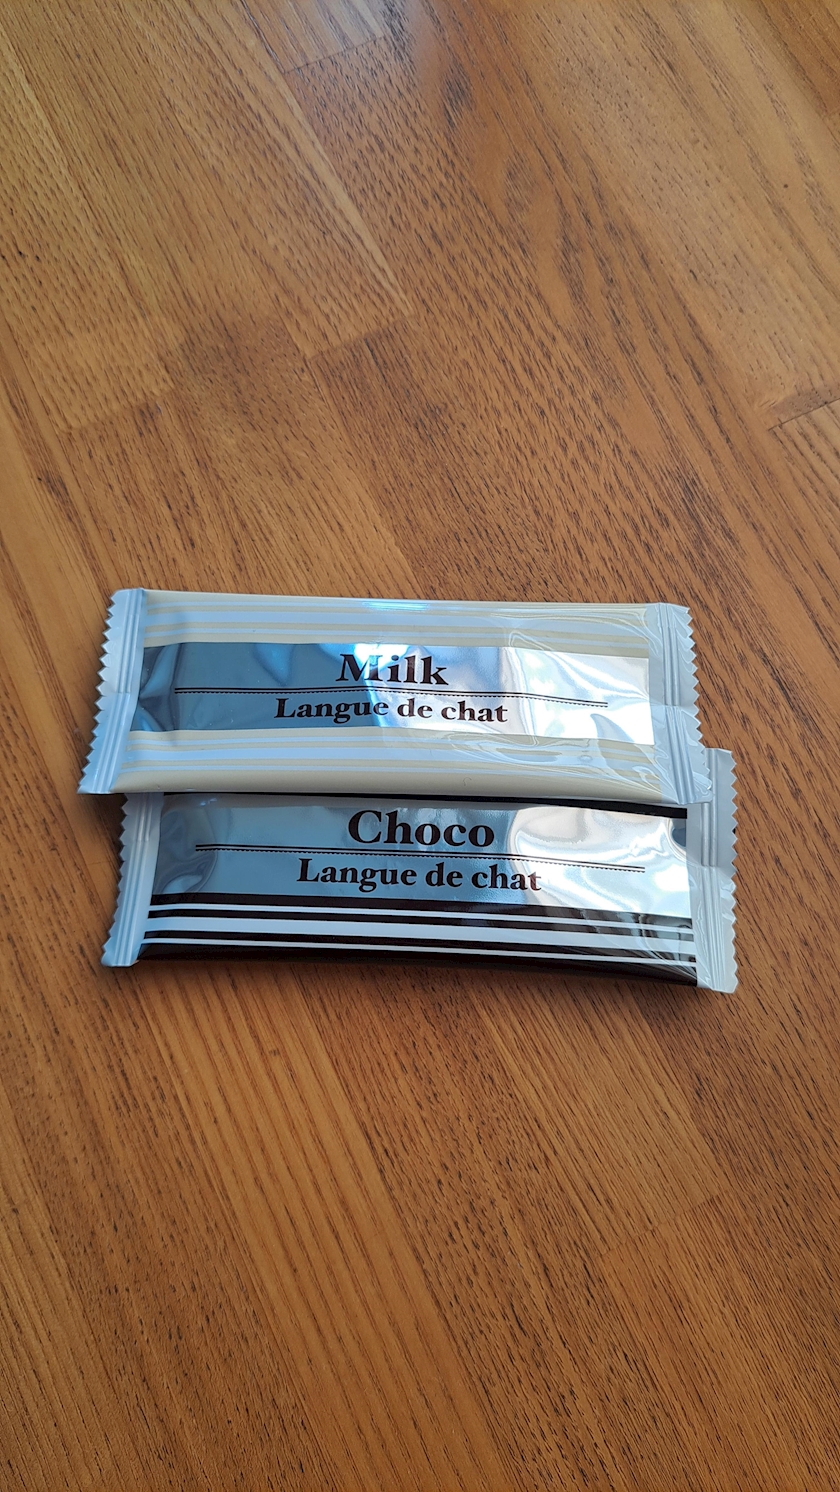 Milk
Langue de chat
Choco
Langue de chat